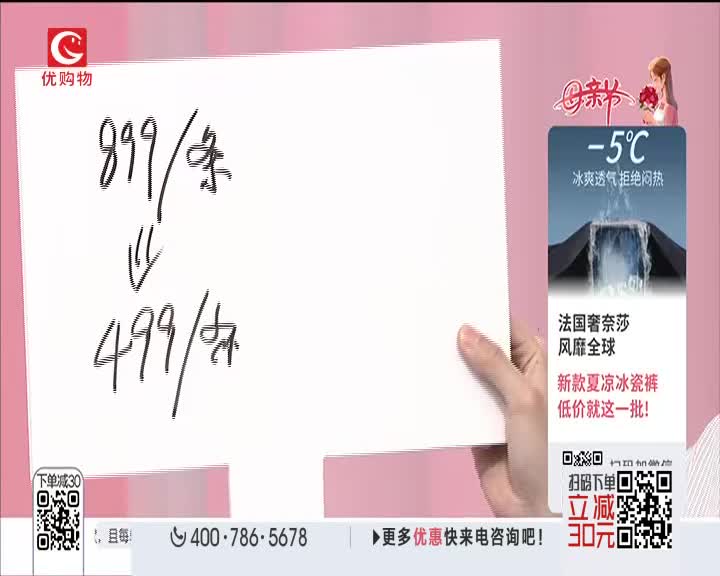 优购物
899/条
499/条
母亲节
-5℃
冰爽透气 拒绝闷热
法国奢奈莎
风靡全球
新款夏凉冰瓷裤
低价就这一批!
下单减30
扫码下单
立减
30元
且每
400·786·5678
更多优惠快来电咨询吧!